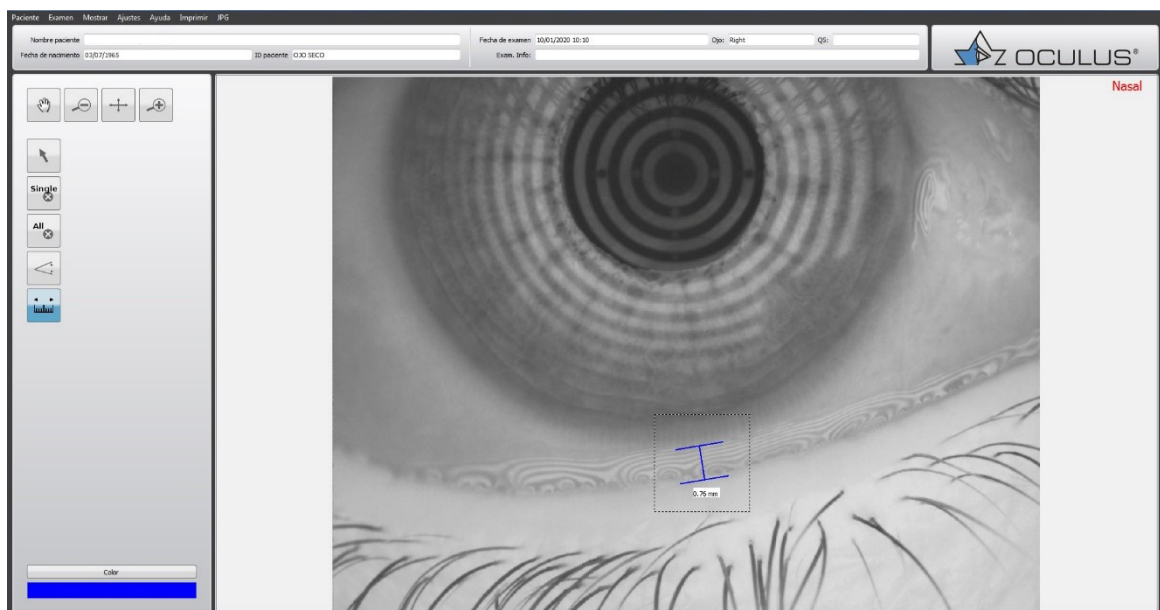 Paciente Examen Mostrar Ajustes Ayuda Imprimir JPG
Nombre paciente
Fecha de nacimiento 03/07/1965 ID paciente OJO SECO
Fecha de examen 10/01/2020 10:10 Ojo: Right QS:
Exam. Info:
OCULUS®
Nasal
Single
All
0.76 mm
Color